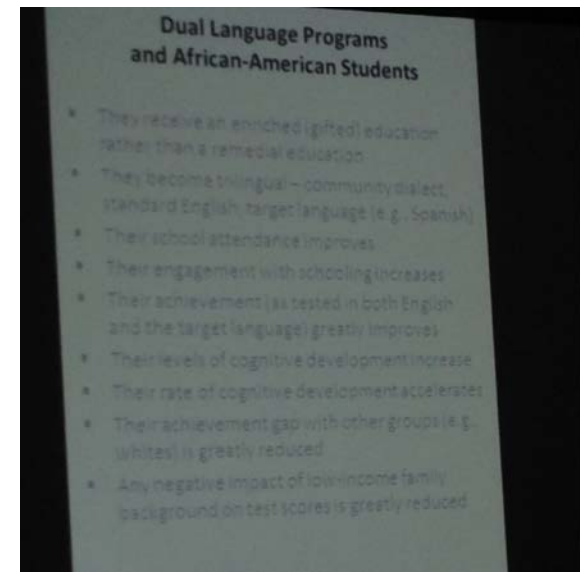 Dual Language Programs
and African-American Students
• They receive an enriched (gifted) education
rather than a remedial education
• They become trilingual – community dialect,
standard English, target language (e.g., Spanish)
• Their school attendance improves
• Their engagement with schooling increases
• Their achievement (as tested in both English
and the target language) greatly improves
• Their levels of cognitive development increase
• Their rate of cognitive development accelerates
• Their achievement gap with other groups (e.g.,
whites) is greatly reduced
• Any negative impact of low-income family
background on test scores is greatly reduced